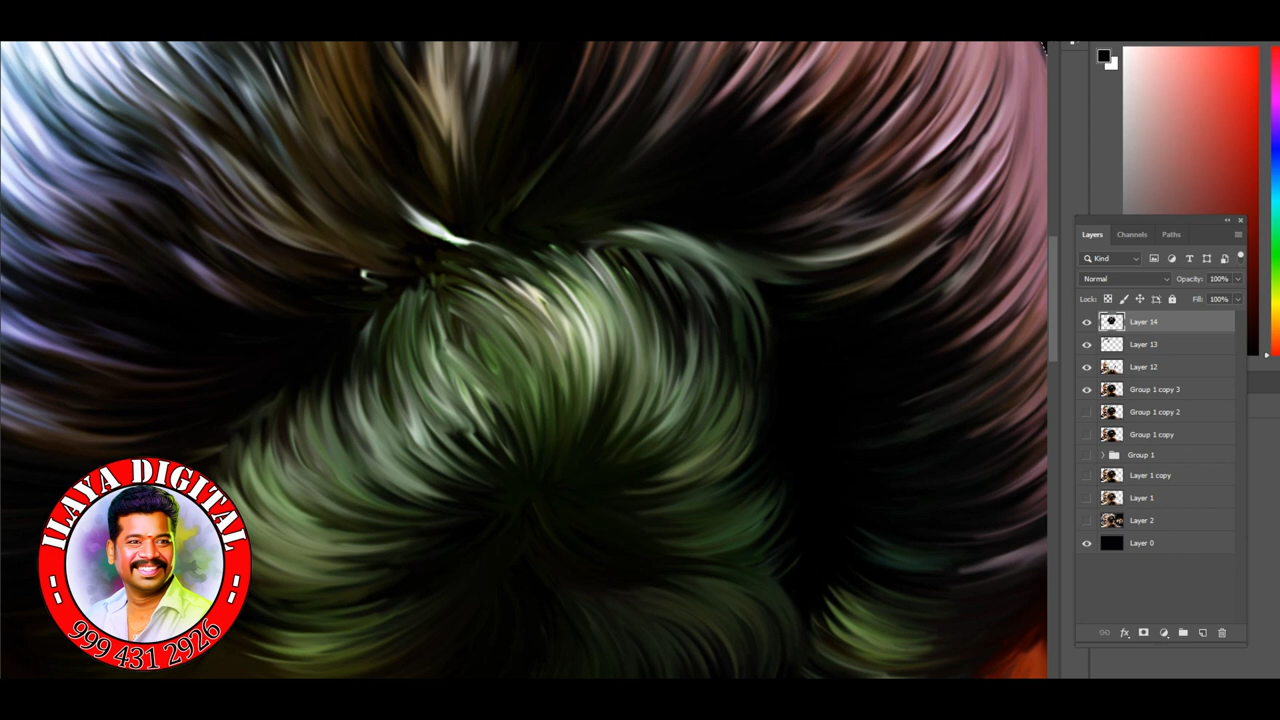 Layers Channels Paths
Kind
Normal Opacity: 100%
Lock: Fill: 100%
Layer 14
Layer 13
Layer 12
Group 1 copy 3
Group 1 copy 2
Group 1 copy
Group 1
Layer 1 copy
Layer 1
Layer 2
Layer 0
fx
ILAYA DIGITAL
999 431 2926